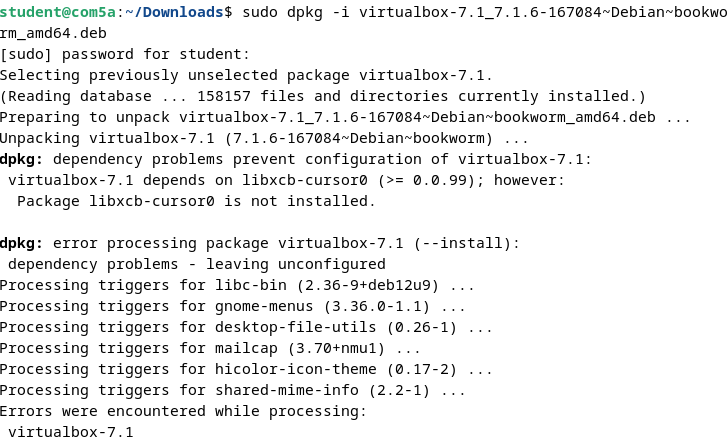 student@com5a:~/Downloads$ sudo dpkg -i virtualbox-7.1_7.1.6-167084~Debian~bookwo
rm_amd64.deb
[sudo] password for student:
Selecting previously unselected package virtualbox-7.1.
(Reading database ... 158157 files and directories currently installed.)
Preparing to unpack virtualbox-7.1_7.1.6-167084~Debian~bookworm_amd64.deb ...
Unpacking virtualbox-7.1 (7.1.6-167084~Debian~bookworm) ...
dpkg: dependency problems prevent configuration of virtualbox-7.1:
 virtualbox-7.1 depends on libxcb-cursor0 (>= 0.0.99); however:
  Package libxcb-cursor0 is not installed.

dpkg: error processing package virtualbox-7.1 (--install):
 dependency problems - leaving unconfigured
Processing triggers for libc-bin (2.36-9+deb12u9) ...
Processing triggers for gnome-menus (3.36.0-1.1) ...
Processing triggers for desktop-file-utils (0.26-1) ...
Processing triggers for mailcap (3.70+nmu1) ...
Processing triggers for hicolor-icon-theme (0.17-2) ...
Processing triggers for shared-mime-info (2.2-1) ...
Errors were encountered while processing:
 virtualbox-7.1